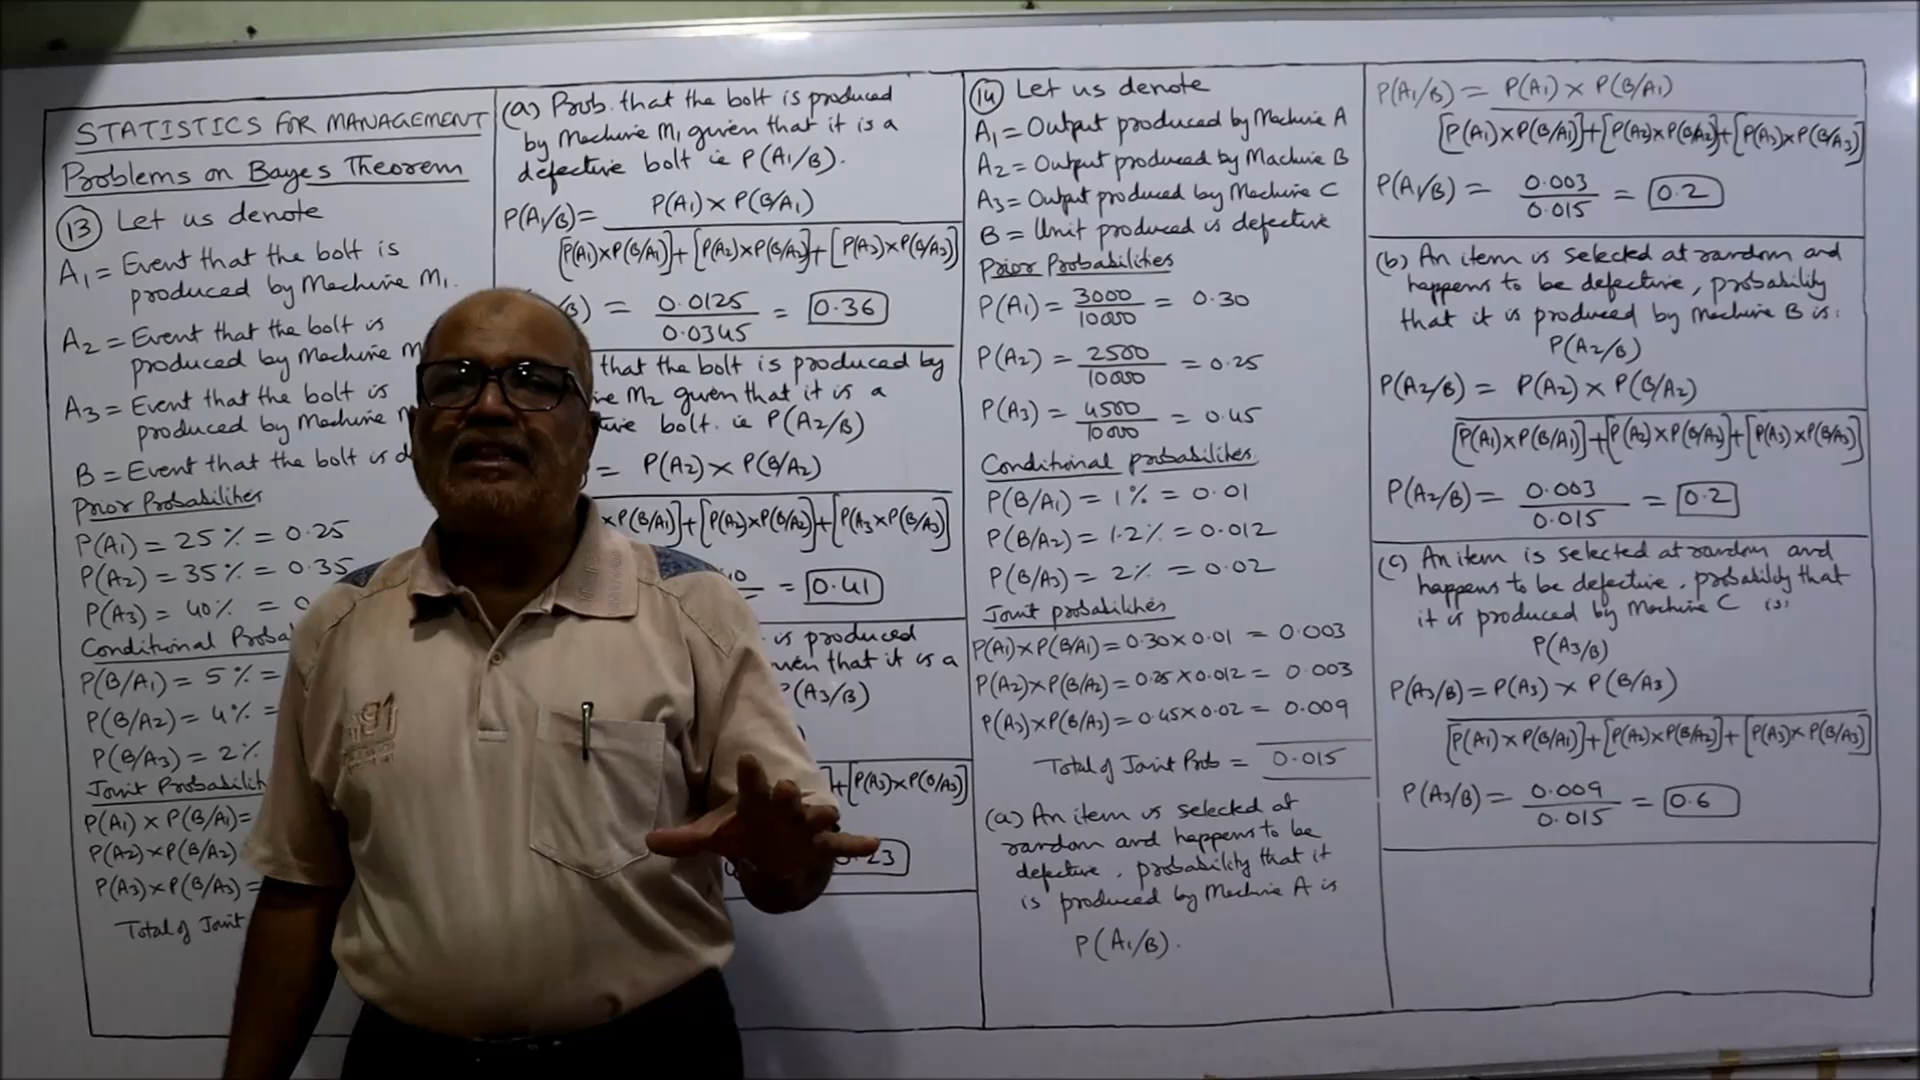 STATISTICS FOR MANAGEMENT
Problems on Bayes Theorem
(13) Let us denote
A1 = Event that the bolt is
produced by Machine M1.
A2 = Event that the bolt is
produced by Machine M
A3 = Event that the bolt is
produced by Machine
B = Event that the bolt is d
Prior Probabilities
P(A1) = 25% = 0.25
P(A2) = 35% = 0.35
P(A3) = 40% =
Conditional Proba
P(B/A1) = 5% =
P(B/A2) = 4% =
P(B/A3) = 2%
Joint Probabilit
P(A1) × P(B/A1) =
P(A2) × P(B/A2)
P(A3) × P(B/A3) =
Total of Joint
(a) Prob. that the bolt is produced
by Machine M1 given that it is a
defective bolt ie P(A1/B).
P(A1/B) = P(A1) × P(B/A1)
[P(A1)×P(B/A1)] + [P(A2)×P(B/A2)] + [P(A3)×P(B/A3)]
/B) = 0.0125 / 0.0345 = 0.36
that the bolt is produced by
ne M2 given that it is a
tive bolt. ie P(A2/B)
= P(A2) × P(B/A2)
×P(B/A1)] + [P(A2)×P(B/A2)] + [P(A3×P(B/A3)]
= 0.41
is produced
ven that it is a
P(A3/B)
+ [P(A3)×P(B/A3)]
23
(14) Let us denote
A1 = Output produced by Machine A
A2 = Output produced by Machine B
A3 = Output produced by Machine C
B = Unit produced is defective
Prior Probabilities
P(A1) = 3000 / 10000 = 0.30
P(A2) = 2500 / 10000 = 0.25
P(A3) = 4500 / 10000 = 0.45
Conditional probabilites.
P(B/A1) = 1% = 0.01
P(B/A2) = 1.2% = 0.012
P(B/A3) = 2% = 0.02
Joint probabilities
P(A1)×P(B/A1) = 0.30×0.01 = 0.003
P(A2)×P(B/A2) = 0.25×0.012 = 0.003
P(A3)×P(B/A3) = 0.45×0.02 = 0.009
Total of Joint Prob = 0.015
(a) An item is selected at
random and happens to be
defective, probability that it
is produced by Machine A is
P(A1/B).
P(A1/B) = P(A1) × P(B/A1)
[P(A1)×P(B/A1)] + [P(A2)×P(B/A2)] + [P(A3)×P(B/A3)]
P(A1/B) = 0.003 / 0.015 = 0.2
(b) An item is selected at random and
happens to be defective, probability
that it is produced by machine B is:
P(A2/B)
P(A2/B) = P(A2) × P(B/A2)
[P(A1)×P(B/A1)] + [P(A2)×P(B/A2)] + [P(A3)×P(B/A3)]
P(A2/B) = 0.003 / 0.015 = 0.2
(c) An item is selected at random and
happens to be defective, probability that
it is produced by Machine C is:
P(A3/B)
P(A3/B) = P(A3) × P(B/A3)
[P(A1)×P(B/A1)] + [P(A2)×P(B/A2)] + [P(A3)×P(B/A3)]
P(A3/B) = 0.009 / 0.015 = 0.6